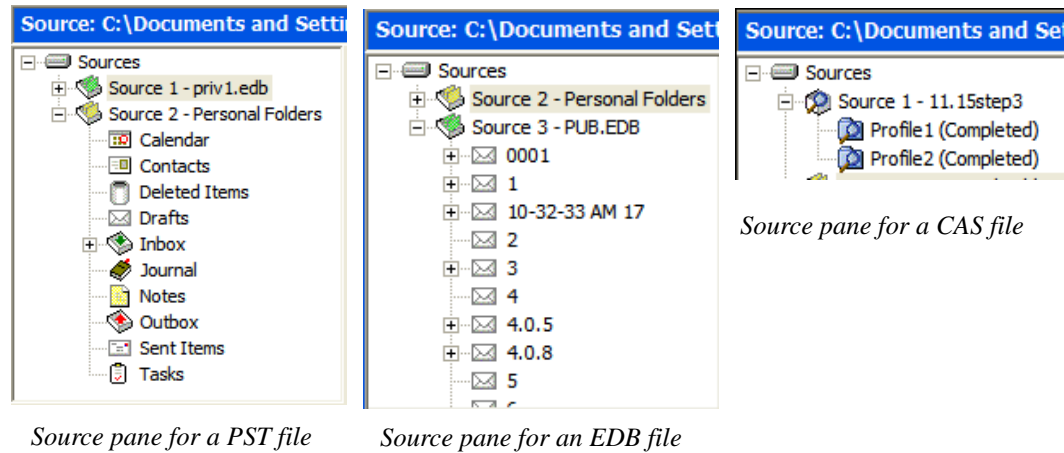 Source: C:\Documents and Setti
Sources
Source 1 - priv1.edb
Source 2 - Personal Folders
Calendar
Contacts
Deleted Items
Drafts
Inbox
Journal
Notes
Outbox
Sent Items
Tasks
Source pane for a PST file
Source: C:\Documents and Sett
Sources
Source 2 - Personal Folders
Source 3 - PUB.EDB
0001
1
10-32-33 AM 17
2
3
4
4.0.5
4.0.8
5
Source pane for an EDB file
Source: C:\Documents and Set
Sources
Source 1 - 11.15step3
Profile1 (Completed)
Profile2 (Completed)
Source pane for a CAS file